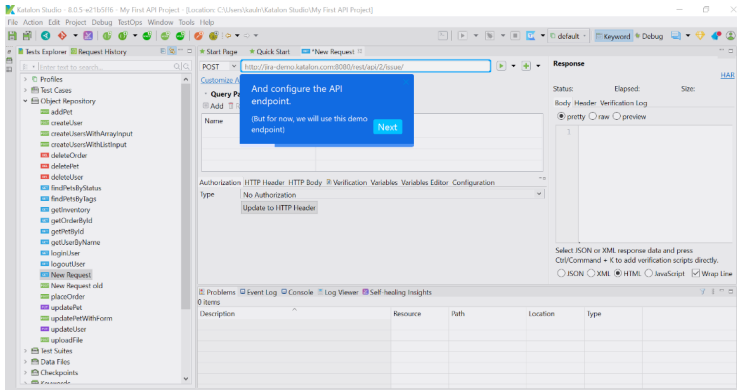 Katalon Studio - 8.0.5-e21b5f16 - My First API Project - [Location: C:\Users\kauln\Katalon Studio\My First API Project]
File Action Edit Project Debug TestOps Window Tools Help
default Keyword Debug
Tests Explorer Request History
Enter text to search...
Profiles
Test Cases
Object Repository
addPet
createUser
createUsersWithArrayInput
createUsersWithListInput
deleteOrder
deletePet
deleteUser
findPetsByStatus
findPetsByTags
getInventory
getOrderById
getPetById
getUserByName
loginUser
logoutUser
New Request
New Request old
placeOrder
updatePet
updatePetWithForm
updateUser
uploadFile
Test Suites
Data Files
Checkpoints
Keywords
Start Page Quick Start *New Request
POST http://jira-demo.katalon.com:8080/rest/api/2/issue/
Customize A
Query Pa
Add
Name
And configure the API
endpoint.
(But for now, we will use this demo
endpoint)
Next
Authorization HTTP Header HTTP Body Verification Variables Variables Editor Configuration
Type No Authorization
Update to HTTP Header
Response
HAR
Status: Elapsed: Size:
Body Header Verification Log
pretty raw preview
1
Select JSON or XML response data and press
Ctrl/Command + K to add verification scripts directly.
JSON XML HTML JavaScript Wrap Line
Problems Event Log Console Log Viewer Self-healing Insights
0 items
Description Resource Path Location Type